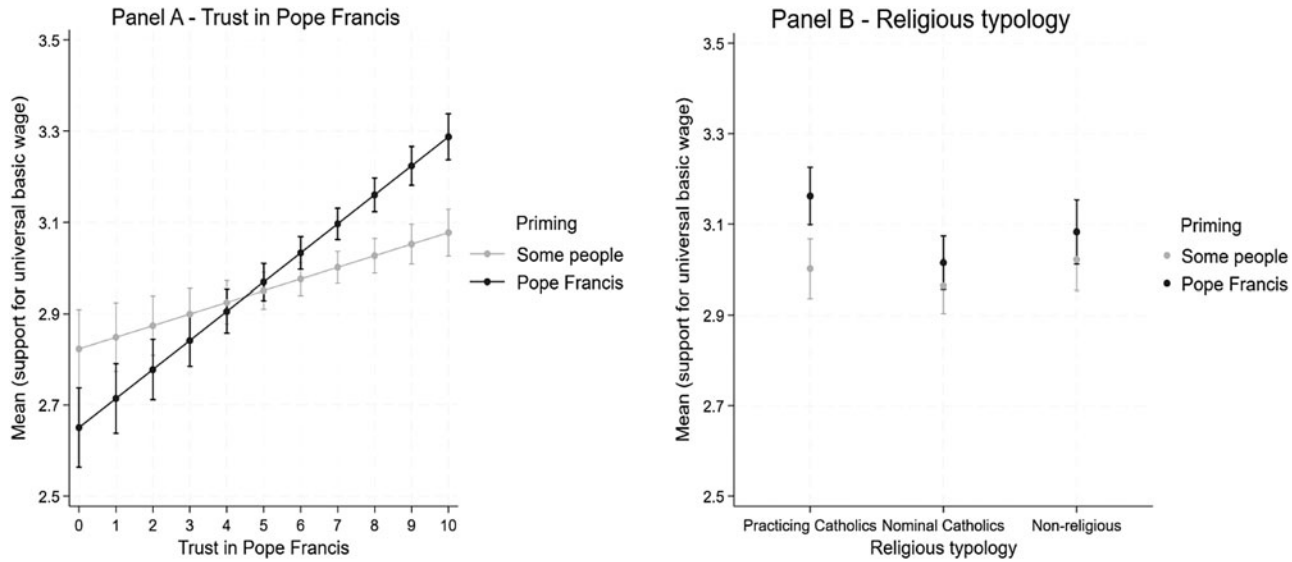 Panel A - Trust in Pope Francis
3.5
3.3
3.1
2.9
2.7
2.5
Mean (support for universal basic wage)
0 1 2 3 4 5 6 7 8 9 10
Trust in Pope Francis
Priming
Some people
Pope Francis
Panel B - Religious typology
3.5
3.3
3.1
2.9
2.7
2.5
Mean (support for universal basic wage)
Practicing Catholics Nominal Catholics Non-religious
Religious typology
Priming
Some people
Pope Francis